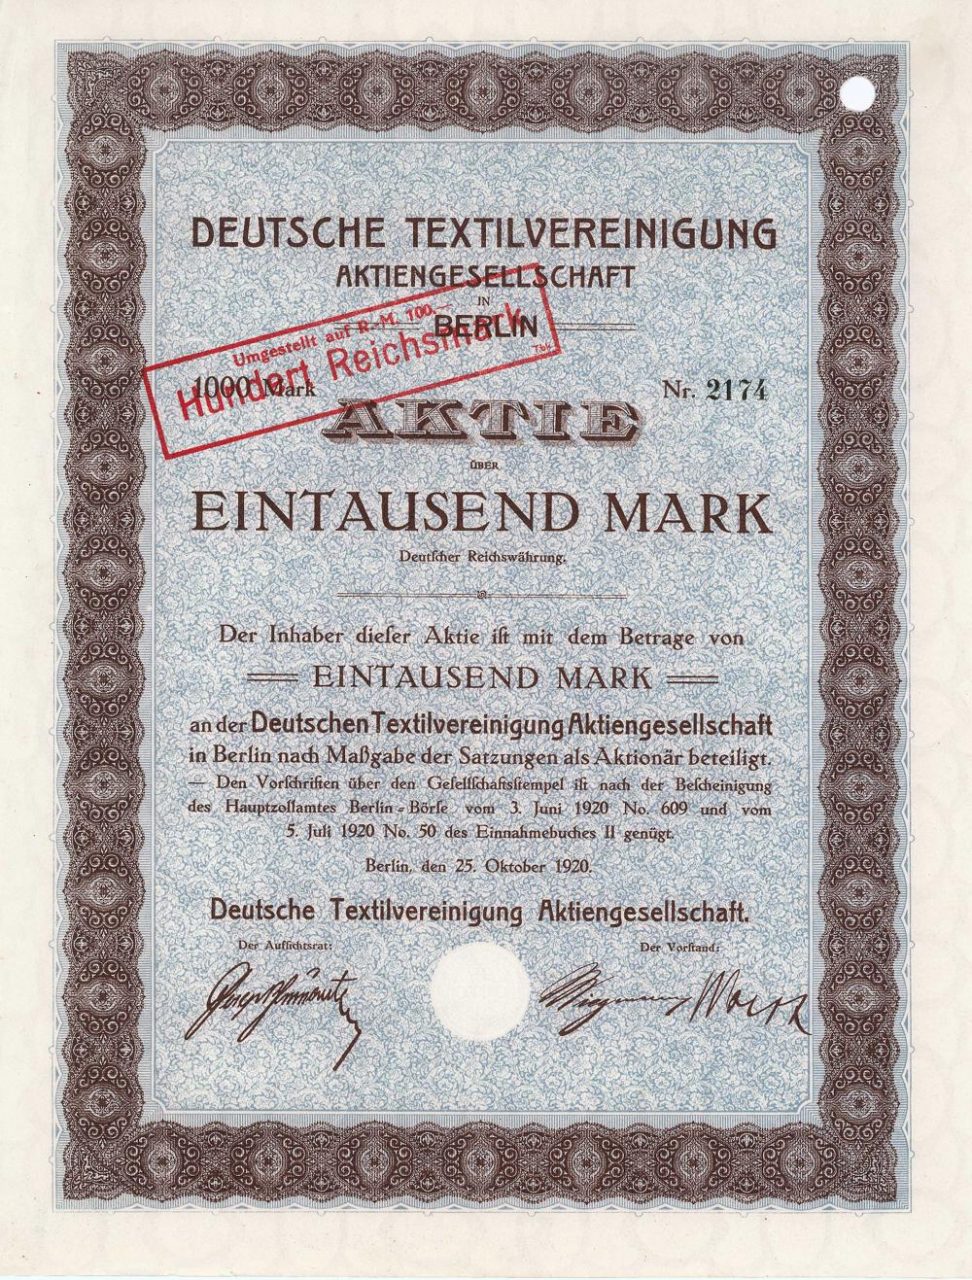 DEUTSCHE TEXTILVEREINIGUNG
AKTIENGESELLSCHAFT
IN
BERLIN
Umgestellt auf R.-M. 100.—
Hundert Reichsmark
1000 Mark
Nr. 2174
AKTIE
ÜBER
EINTAUSEND MARK
Deutſcher Reichswährung.
Der Inhaber dieſer Aktie iſt mit dem Betrage von
EINTAUSEND MARK
an der Deutschen Textilvereinigung Aktiengesellschaft
in Berlin nach Maßgabe der Satzungen als Aktionär beteiligt.
— Den Vorſchriften über den Geſellſchaftsſtempel iſt nach der Beſcheinigung
des Hauptzollamtes Berlin-Börſe vom 3. Juni 1920 No. 609 und vom
5. Juli 1920 No. 50 des Einnahmebuches II genügt.
Berlin, den 25. Oktober 1920.
Deutsche Textilvereinigung Aktiengesellschaft.
Der Aufſichtsrat:
Der Vorſtand: